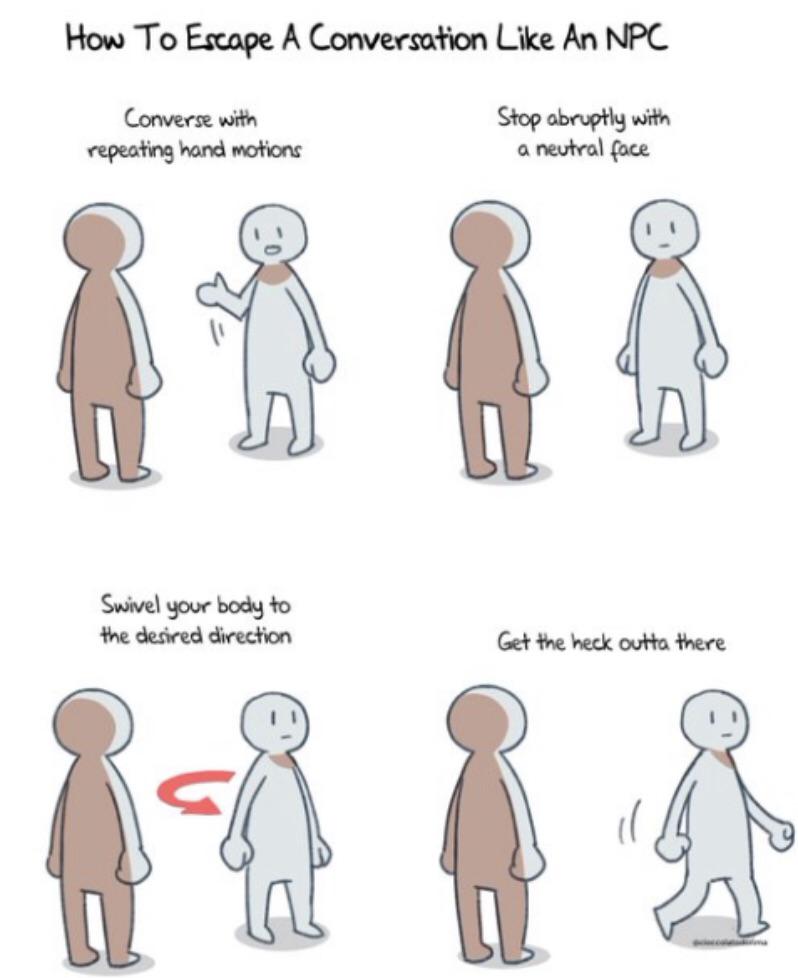 How To Escape A Conversation Like An NPC
Converse with
repeating hand motions
Stop abruptly with
a neutral face
Swivel your body to
the desired direction
Get the heck outta there